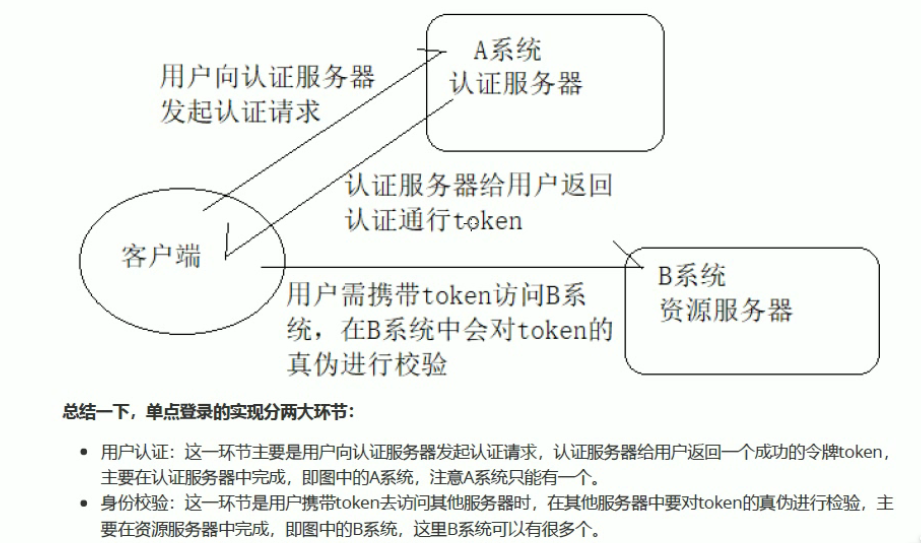 A系统
认证服务器
用户向认证服务器
发起认证请求
认证服务器给用户返回
认证通行token
客户端
B系统
资源服务器
用户需携带token访问B系
统，在B系统中会对token的
真伪进行校验
总结一下，单点登录的实现分两大环节：
用户认证：这一环节主要是用户向认证服务器发起认证请求，认证服务器给用户返回一个成功的令牌token，
主要在认证服务器中完成，即图中的A系统，注意A系统只能有一个。
身份校验：这一环节是用户携带token去访问其他服务器时，在其他服务器中要对token的真伪进行检验，主
要在资源服务器中完成，即图中的B系统，这里B系统可以有很多个。